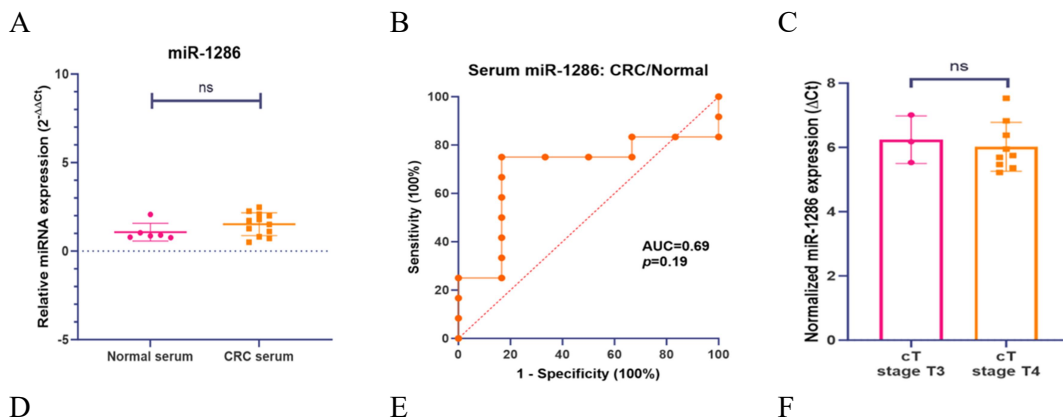 A
B
C
miR-1286
ns
Relative miRNA expression (2^-ΔΔCt)
10
5
0
-5
Normal serum
CRC serum
Serum miR-1286: CRC/Normal
Sensitivity (100%)
100
80
60
40
20
0
AUC=0.69
p=0.19
0
20
40
60
80
100
1 - Specificity (100%)
ns
Normalized miR-1286 expression (ΔCt)
8
6
4
2
0
cT
stage T3
cT
stage T4
D
E
F